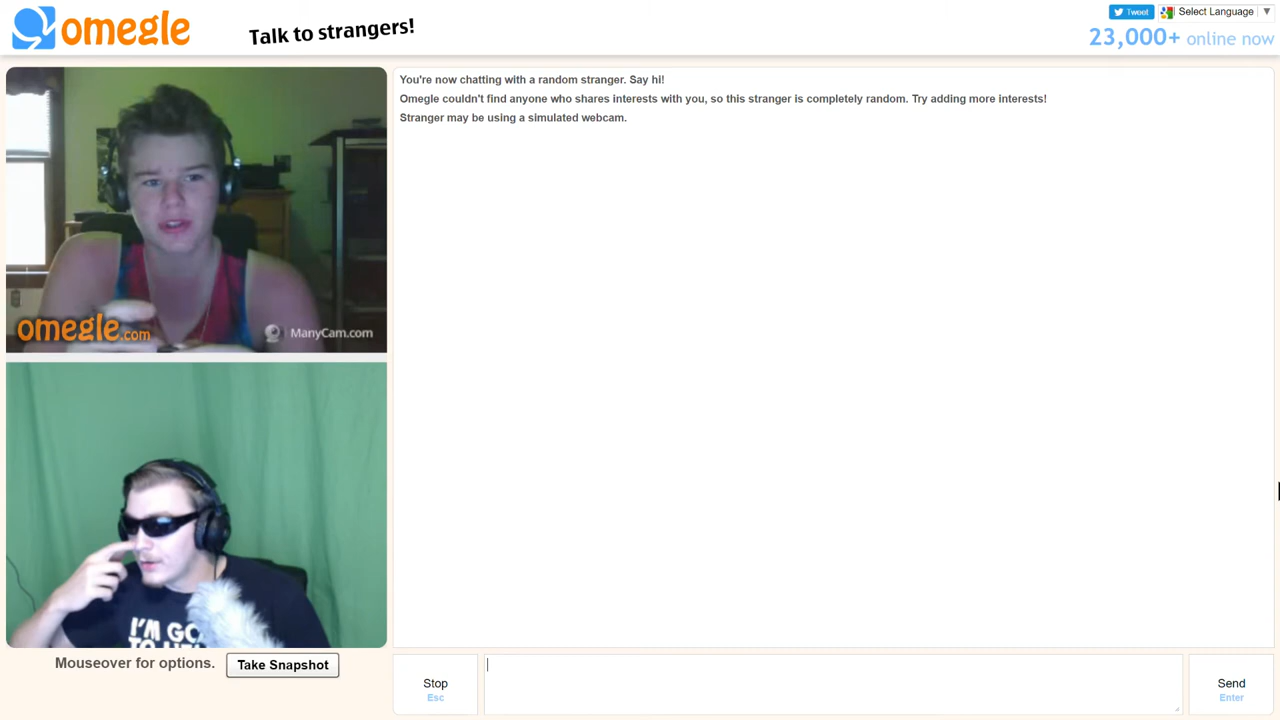 omegle
Talk to strangers!
Tweet
Select Language
23,000+ online now
You're now chatting with a random stranger. Say hi!
Omegle couldn't find anyone who shares interests with you, so this stranger is completely random. Try adding more interests!
Stranger may be using a simulated webcam.
omegle.com
ManyCam.com
I'M GO
Mouseover for options.
Take Snapshot
Stop
Esc
Send
Enter